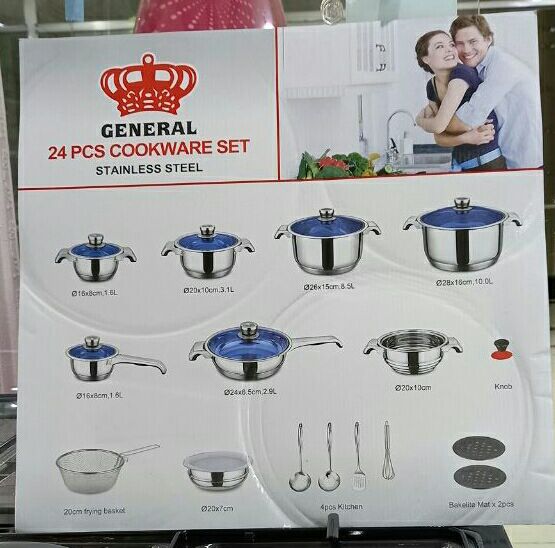 GENERAL
24 PCS COOKWARE SET
STAINLESS STEEL
Ø16x8cm,1.6L
Ø20x10cm,3.1L
Ø26x15cm,8.5L
Ø28x16cm,10.0L
Ø16x8cm,1.6L
Ø24x6.5cm,2.9L
Ø20x10cm
Knob
20cm frying basket
Ø20x7cm
4pcs Kitchen
Bakelite Mat x 2pcs